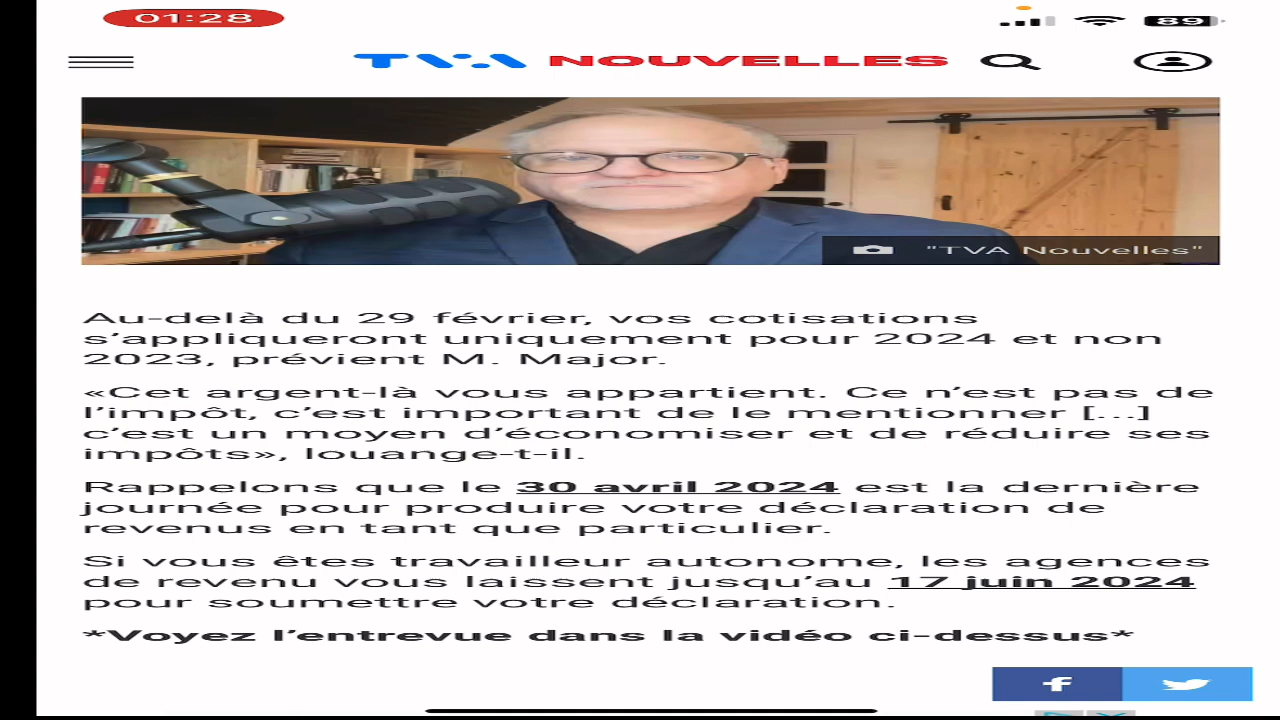 01:28
89
TVA NOUVELLES
"TVA Nouvelles"
Au-delà du 29 février, vos cotisations
s'appliqueront uniquement pour 2024 et non
2023, prévient M. Major.
«Cet argent-là vous appartient. Ce n'est pas de
l'impôt, c'est important de le mentionner [...]
c'est un moyen d'économiser et de réduire ses
impôts», louange-t-il.
Rappelons que le 30 avril 2024 est la dernière
journée pour produire votre déclaration de
revenus en tant que particulier.
Si vous êtes travailleur autonome, les agences
de revenu vous laissent jusqu'au 17 juin 2024
pour soumettre votre déclaration.
*Voyez l'entrevue dans la vidéo ci-dessus*